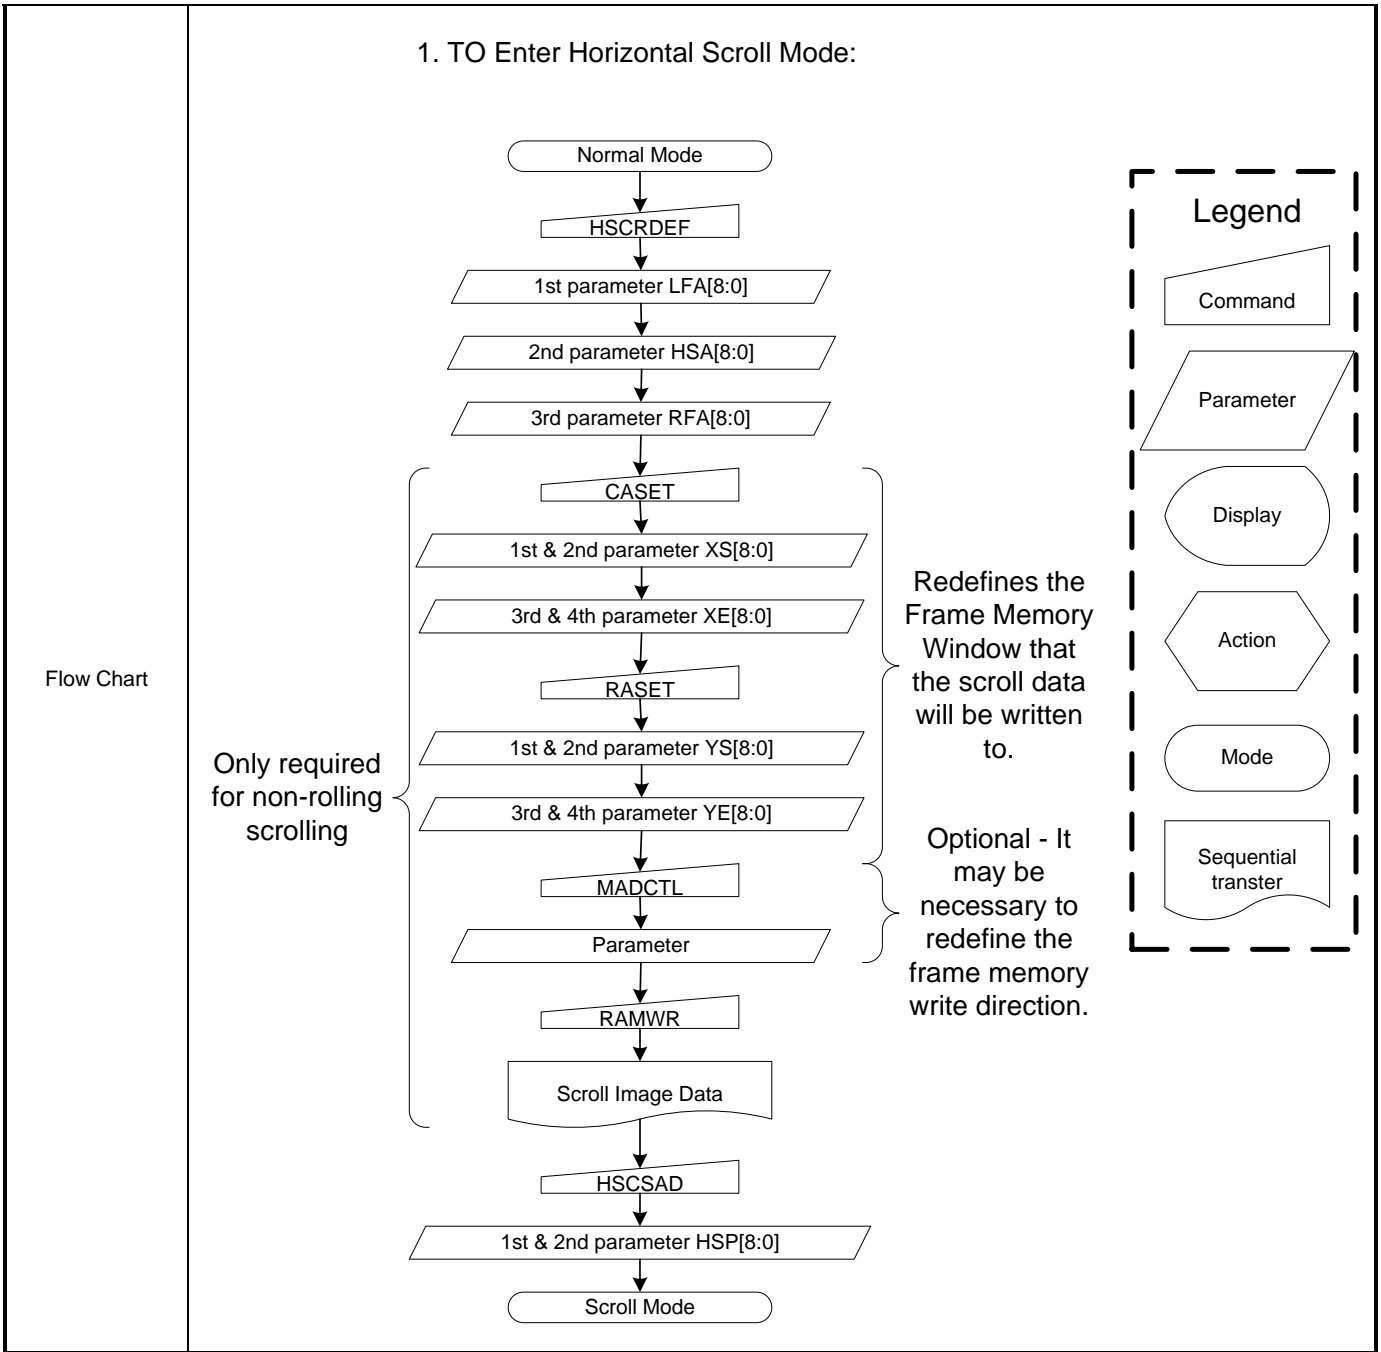 1. TO Enter Horizontal Scroll Mode:
Flow Chart
Normal Mode
HSCRDEF
1st parameter LFA[8:0]
2nd parameter HSA[8:0]
3rd parameter RFA[8:0]
CASET
1st & 2nd parameter XS[8:0]
3rd & 4th parameter XE[8:0]
RASET
1st & 2nd parameter YS[8:0]
3rd & 4th parameter YE[8:0]
MADCTL
Parameter
RAMWR
Scroll Image Data
HSCSAD
1st & 2nd parameter HSP[8:0]
Scroll Mode
Only required
for non-rolling
scrolling
Redefines the
Frame Memory
Window that
the scroll data
will be written
to.
Optional - It
may be
necessary to
redefine the
frame memory
write direction.
Legend
Command
Parameter
Display
Action
Mode
Sequential
transter